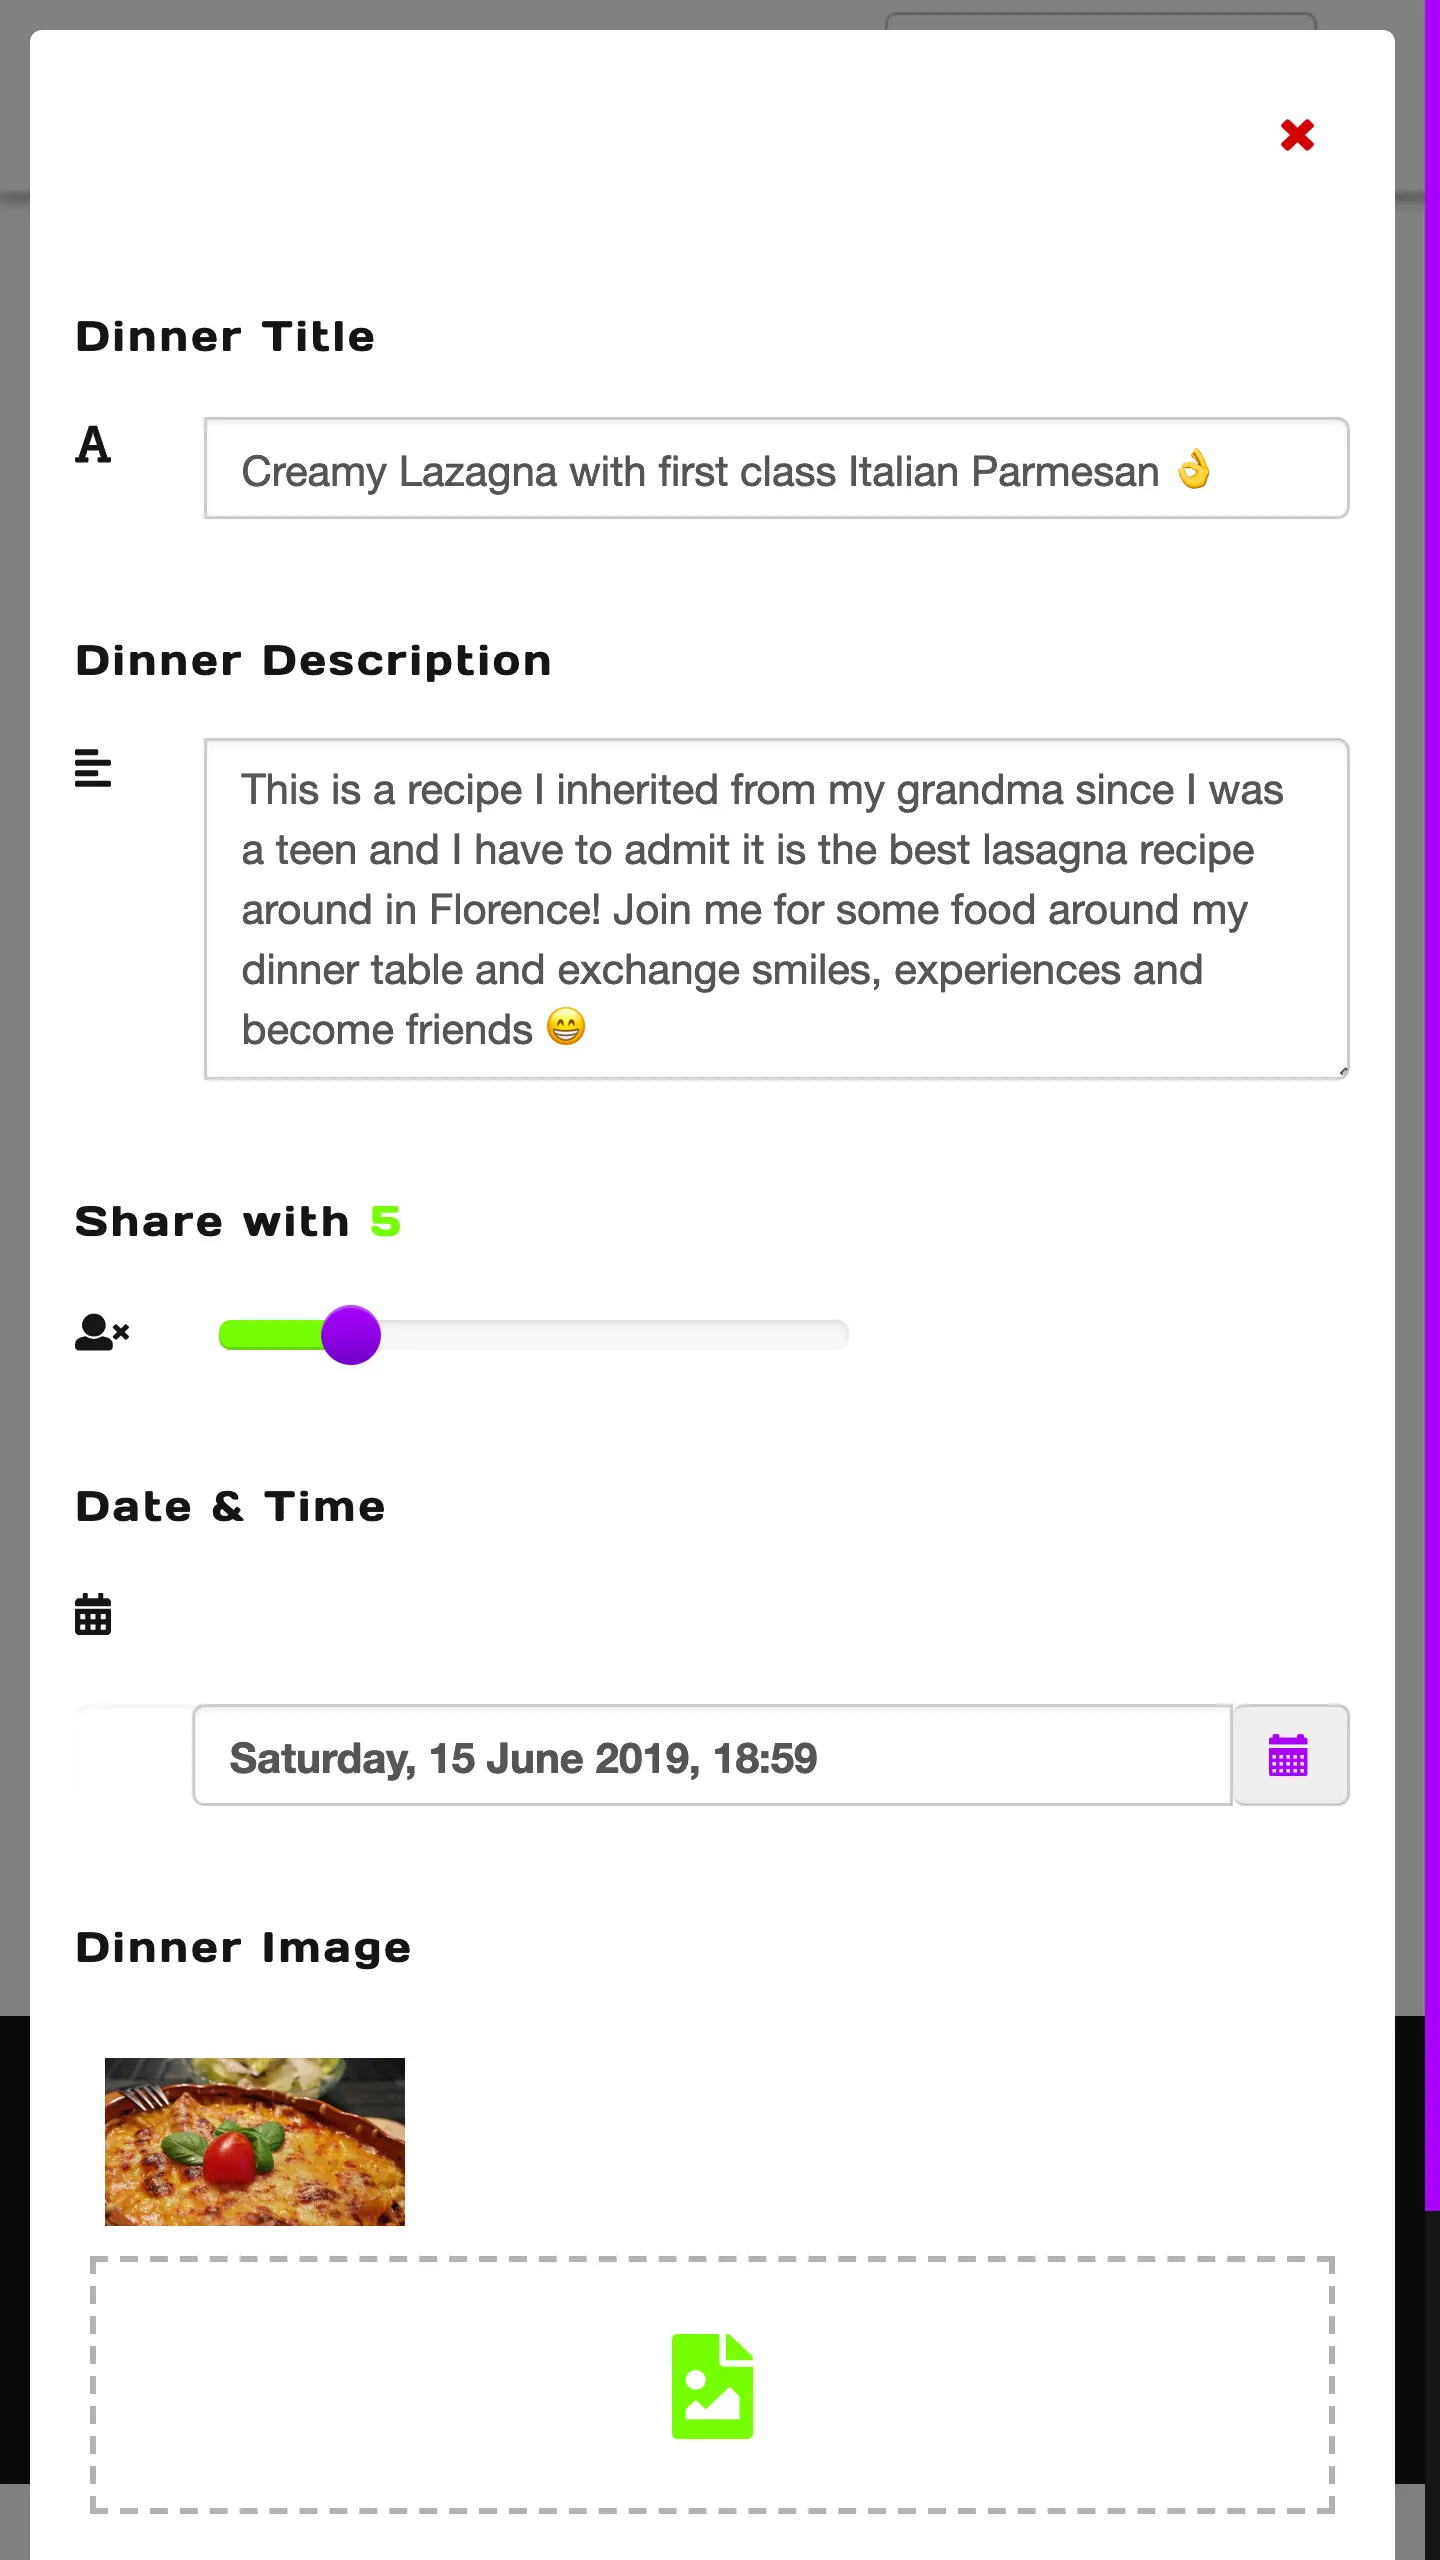 Dinner Title
Creamy Lazagna with first class Italian Parmesan 👌
Dinner Description
This is a recipe I inherited from my grandma since I was
a teen and I have to admit it is the best lasagna recipe
around in Florence! Join me for some food around my
dinner table and exchange smiles, experiences and
become friends 😁
Share with 5
Date & Time
Saturday, 15 June 2019, 18:59
Dinner Image